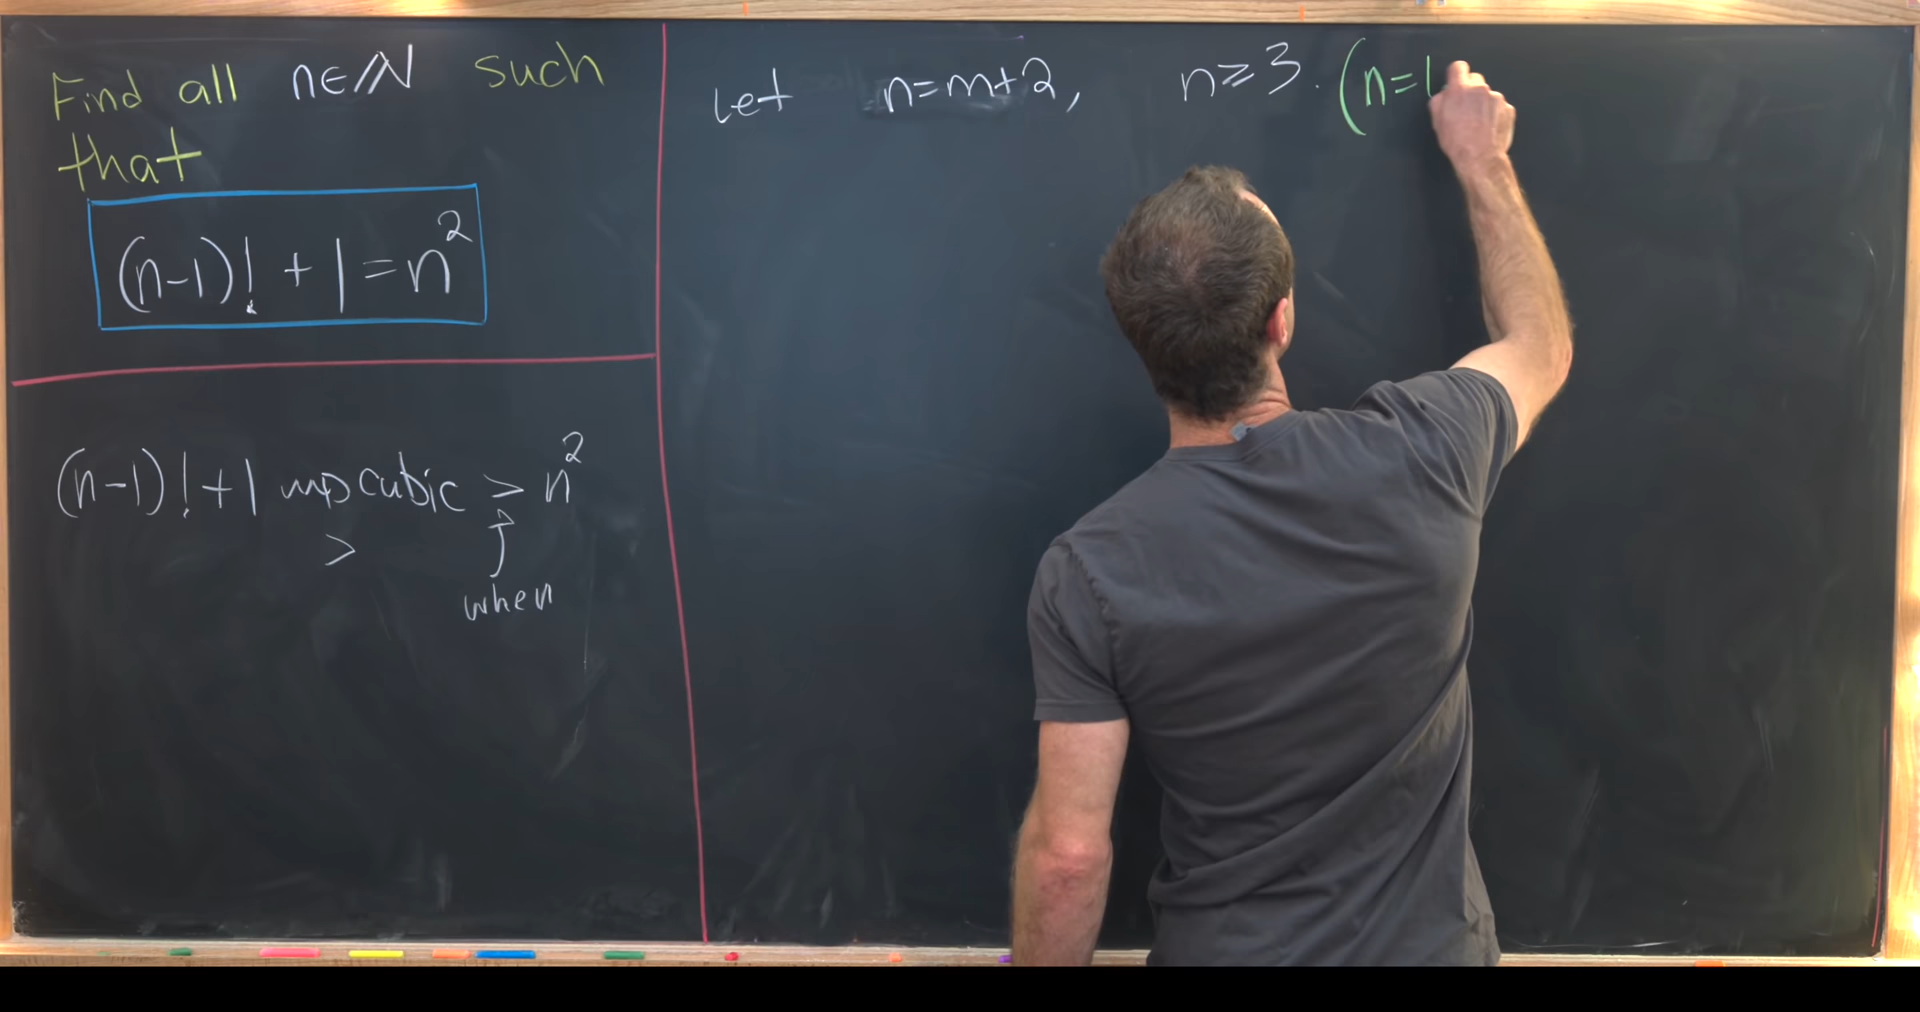 Find all n∈ℕ such
that
(n-1)! + 1 = n²
(n-1)! + 1 ⇝ cubic > n²
>
when
Let n=m+2, n≥3. (n=1